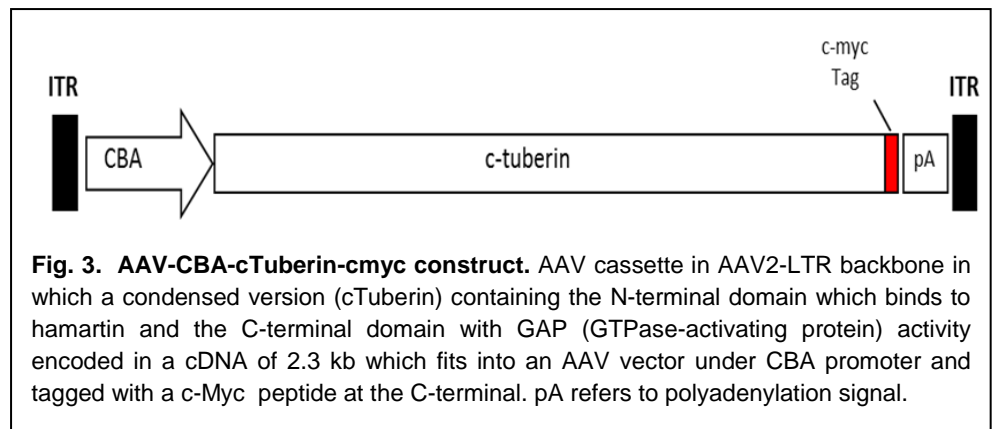 c-myc
Tag
ITR
ITR
CBA
c-tuberin
pA
Fig. 3. AAV-CBA-cTuberin-cmyc construct. AAV cassette in AAV2-LTR backbone in
which a condensed version (cTuberin) containing the N-terminal domain which binds to
hamartin and the C-terminal domain with GAP (GTPase-activating protein) activity
encoded in a cDNA of 2.3 kb which fits into an AAV vector under CBA promoter and
tagged with a c-Myc peptide at the C-terminal. pA refers to polyadenylation signal.